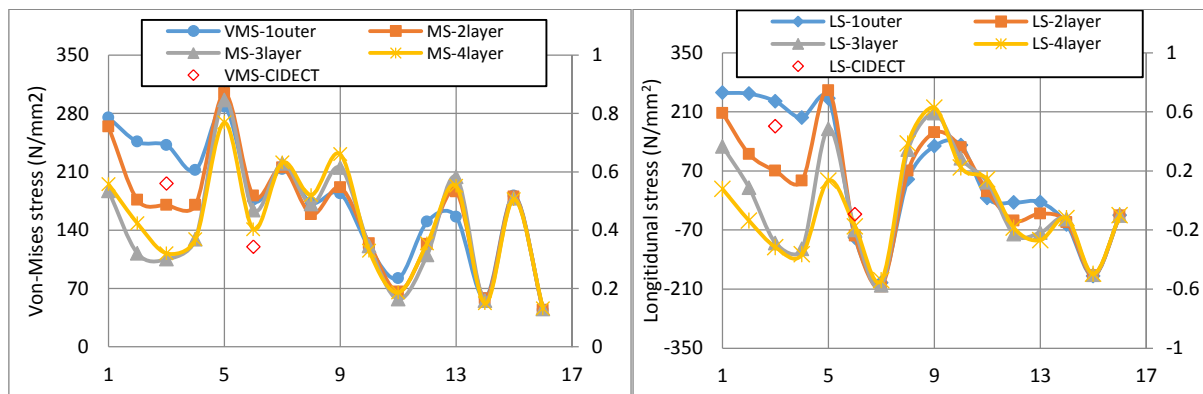 VMS-1outer MS-2layer
MS-3layer MS-4layer
VMS-CIDECT
Von-Mises stress (N/mm2)
350
280
210
140
70
0
1
0.8
0.6
0.4
0.2
0
1 5 9 13 17
LS-1outer LS-2layer
LS-3layer LS-4layer
LS-CIDECT
Longtidunal stress (N/mm²)
350
210
70
-70
-210
-350
1
0.6
0.2
-0.2
-0.6
-1
1 5 9 13 17